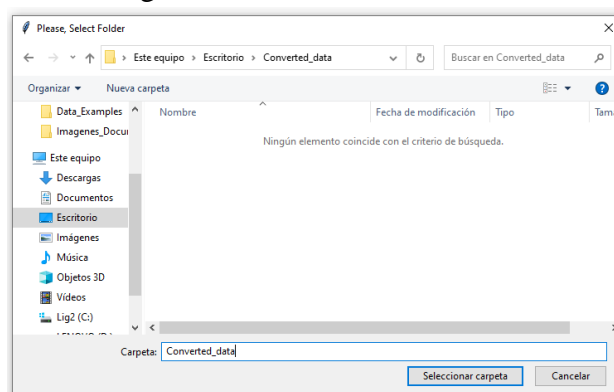 Please, Select Folder
Este equipo > Escritorio > Converted_data
Buscar en Converted_data
Organizar
Nueva carpeta
Data_Examples
Imagenes_Docu
Este equipo
Descargas
Documentos
Escritorio
Imágenes
Música
Objetos 3D
Vídeos
Lig2 (C:)
Nombre
Fecha de modificación
Tipo
Tam
Ningún elemento coincide con el criterio de búsqueda.
Carpeta: Converted_data
Seleccionar carpeta
Cancelar